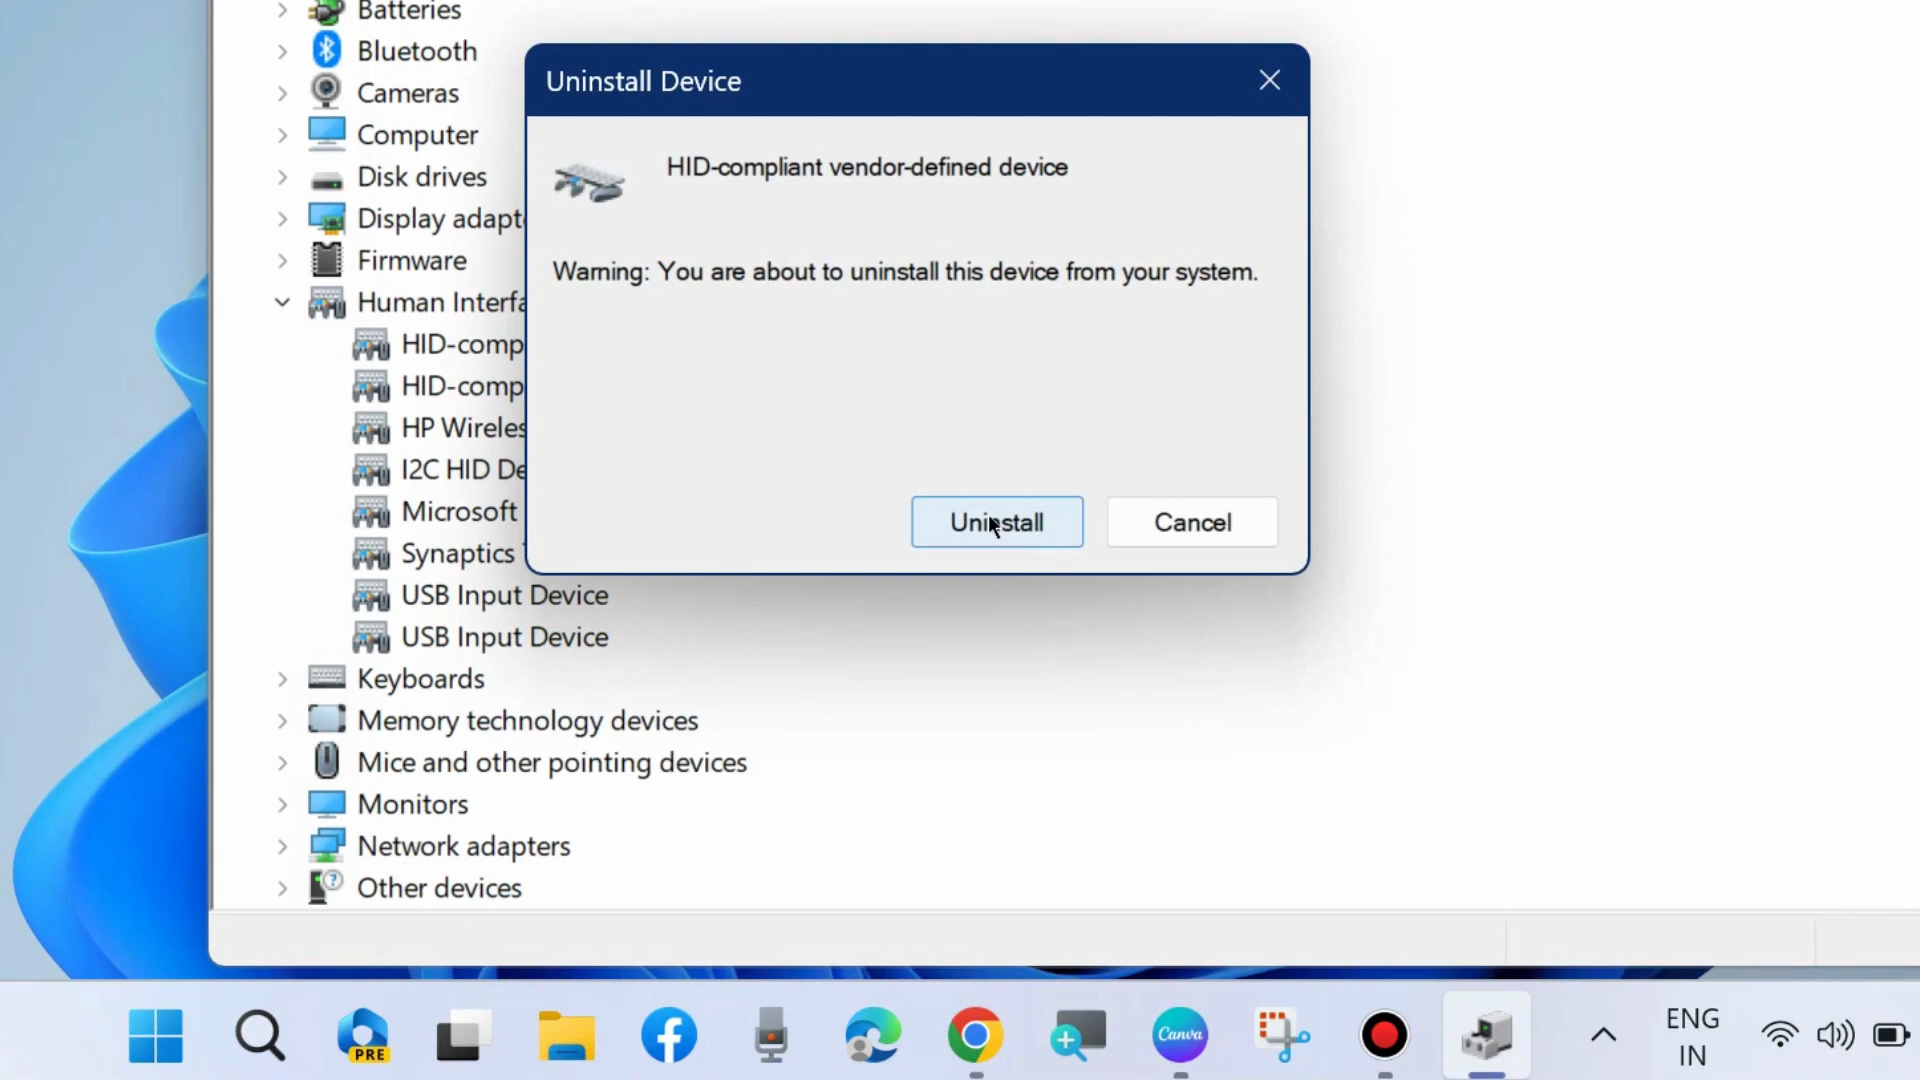 Batteries
Bluetooth
Cameras
Computer
Disk drives
Display adapt
Firmware
Human Interfa
HID-comp
HID-comp
HP Wireles
I2C HID De
Microsoft
Synaptics
USB Input Device
USB Input Device
Keyboards
Memory technology devices
Mice and other pointing devices
Monitors
Network adapters
Other devices
Uninstall Device
HID-compliant vendor-defined device
Warning: You are about to uninstall this device from your system.
Uninstall
Cancel
PRE
Canva
ENG
IN